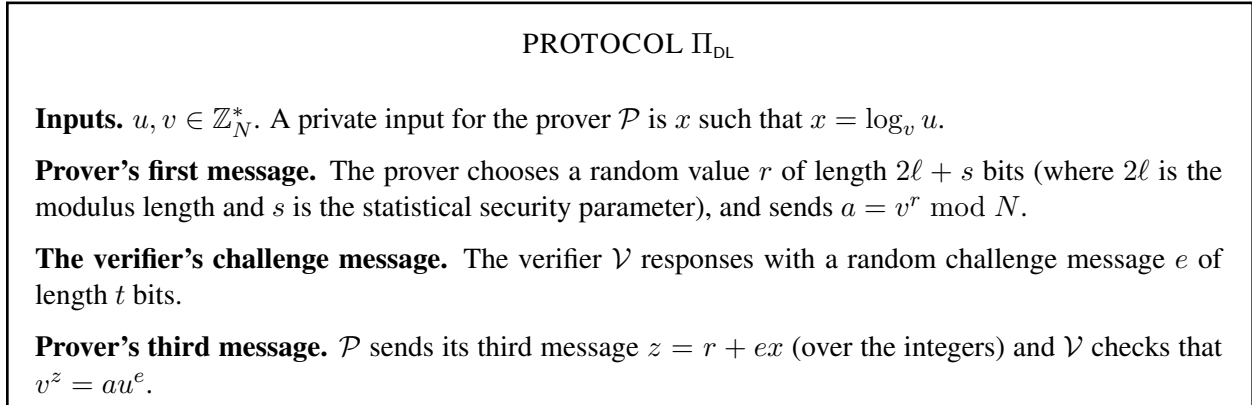 PROTOCOL Π_DL
Inputs. u, v ∈ ℤ*_N. A private input for the prover 𝒫 is x such that x = log_v u.
Prover's first message. The prover chooses a random value r of length 2ℓ + s bits (where 2ℓ is the
modulus length and s is the statistical security parameter), and sends a = v^r mod N.
The verifier's challenge message. The verifier 𝒱 responses with a random challenge message e of
length t bits.
Prover's third message. 𝒫 sends its third message z = r + ex (over the integers) and 𝒱 checks that
v^z = au^e.